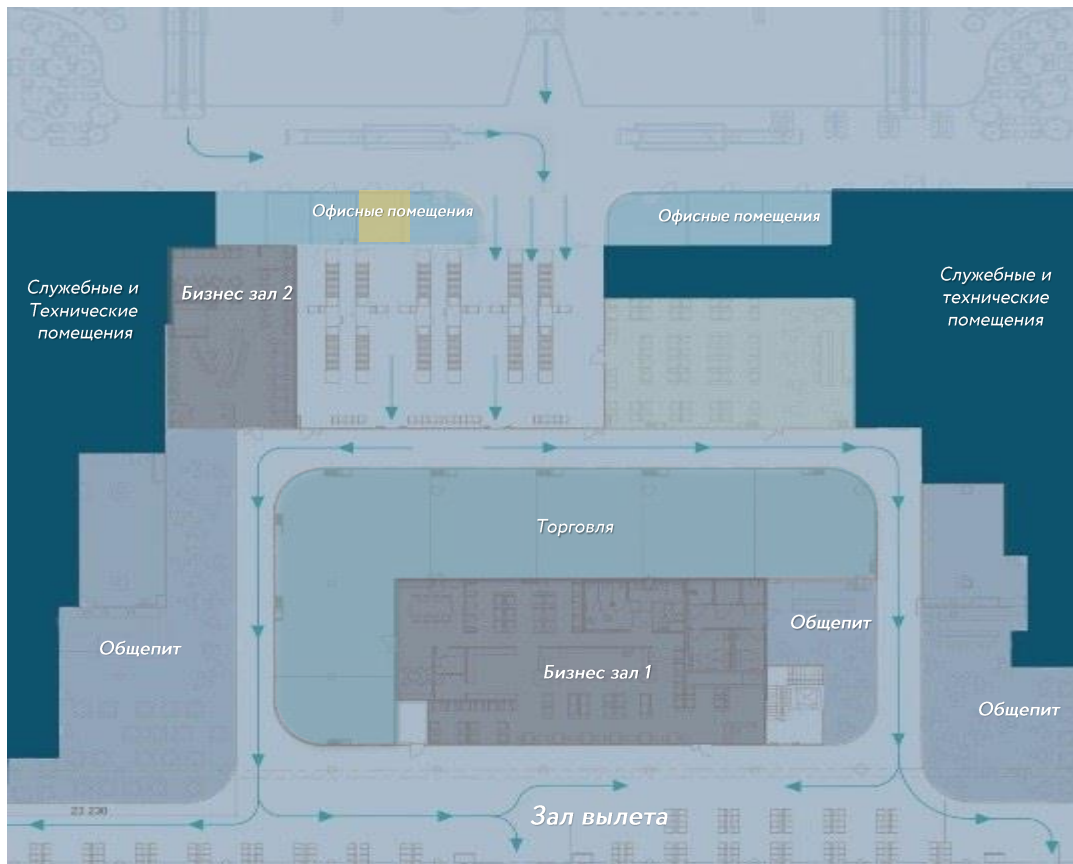 Офисные помещения
Офисные помещения
Служебные и
Технические
помещения
Бизнес зал 2
Служебные и
технические
помещения
Торговля
Общепит
Общепит
Бизнес зал 1
Общепит
23 230
Зал вылета